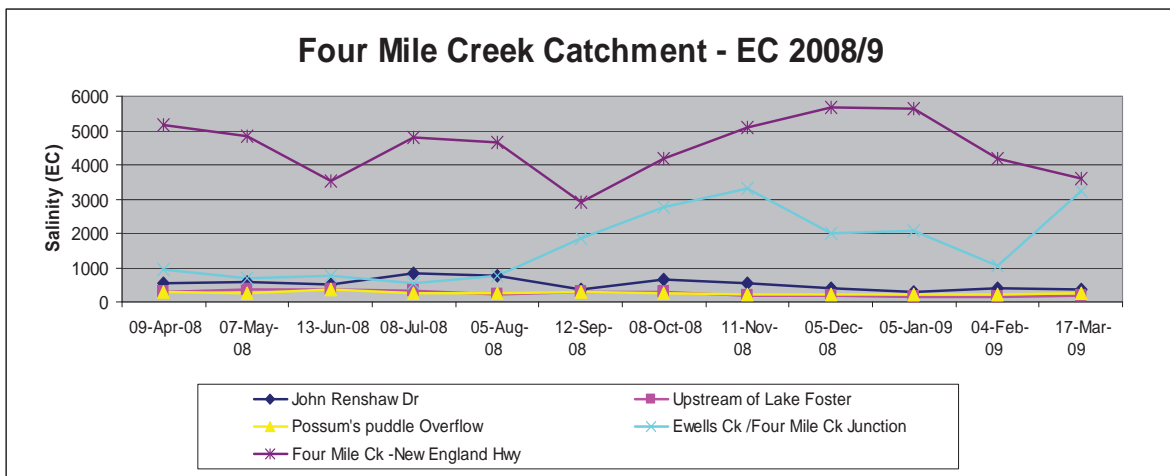 Four Mile Creek Catchment - EC 2008/9
Salinity (EC)
6000
5000
4000
3000
2000
1000
0
09-Apr-08
07-May-
08
13-Jun-08
08-Jul-08
05-Aug-
08
12-Sep-
08
08-Oct-08
11-Nov-
08
05-Dec-
08
05-Jan-09
04-Feb-
09
17-Mar-
09
John Renshaw Dr
Upstream of Lake Foster
Possum's puddle Overflow
Ewells Ck /Four Mile Ck Junction
Four Mile Ck -New England Hwy